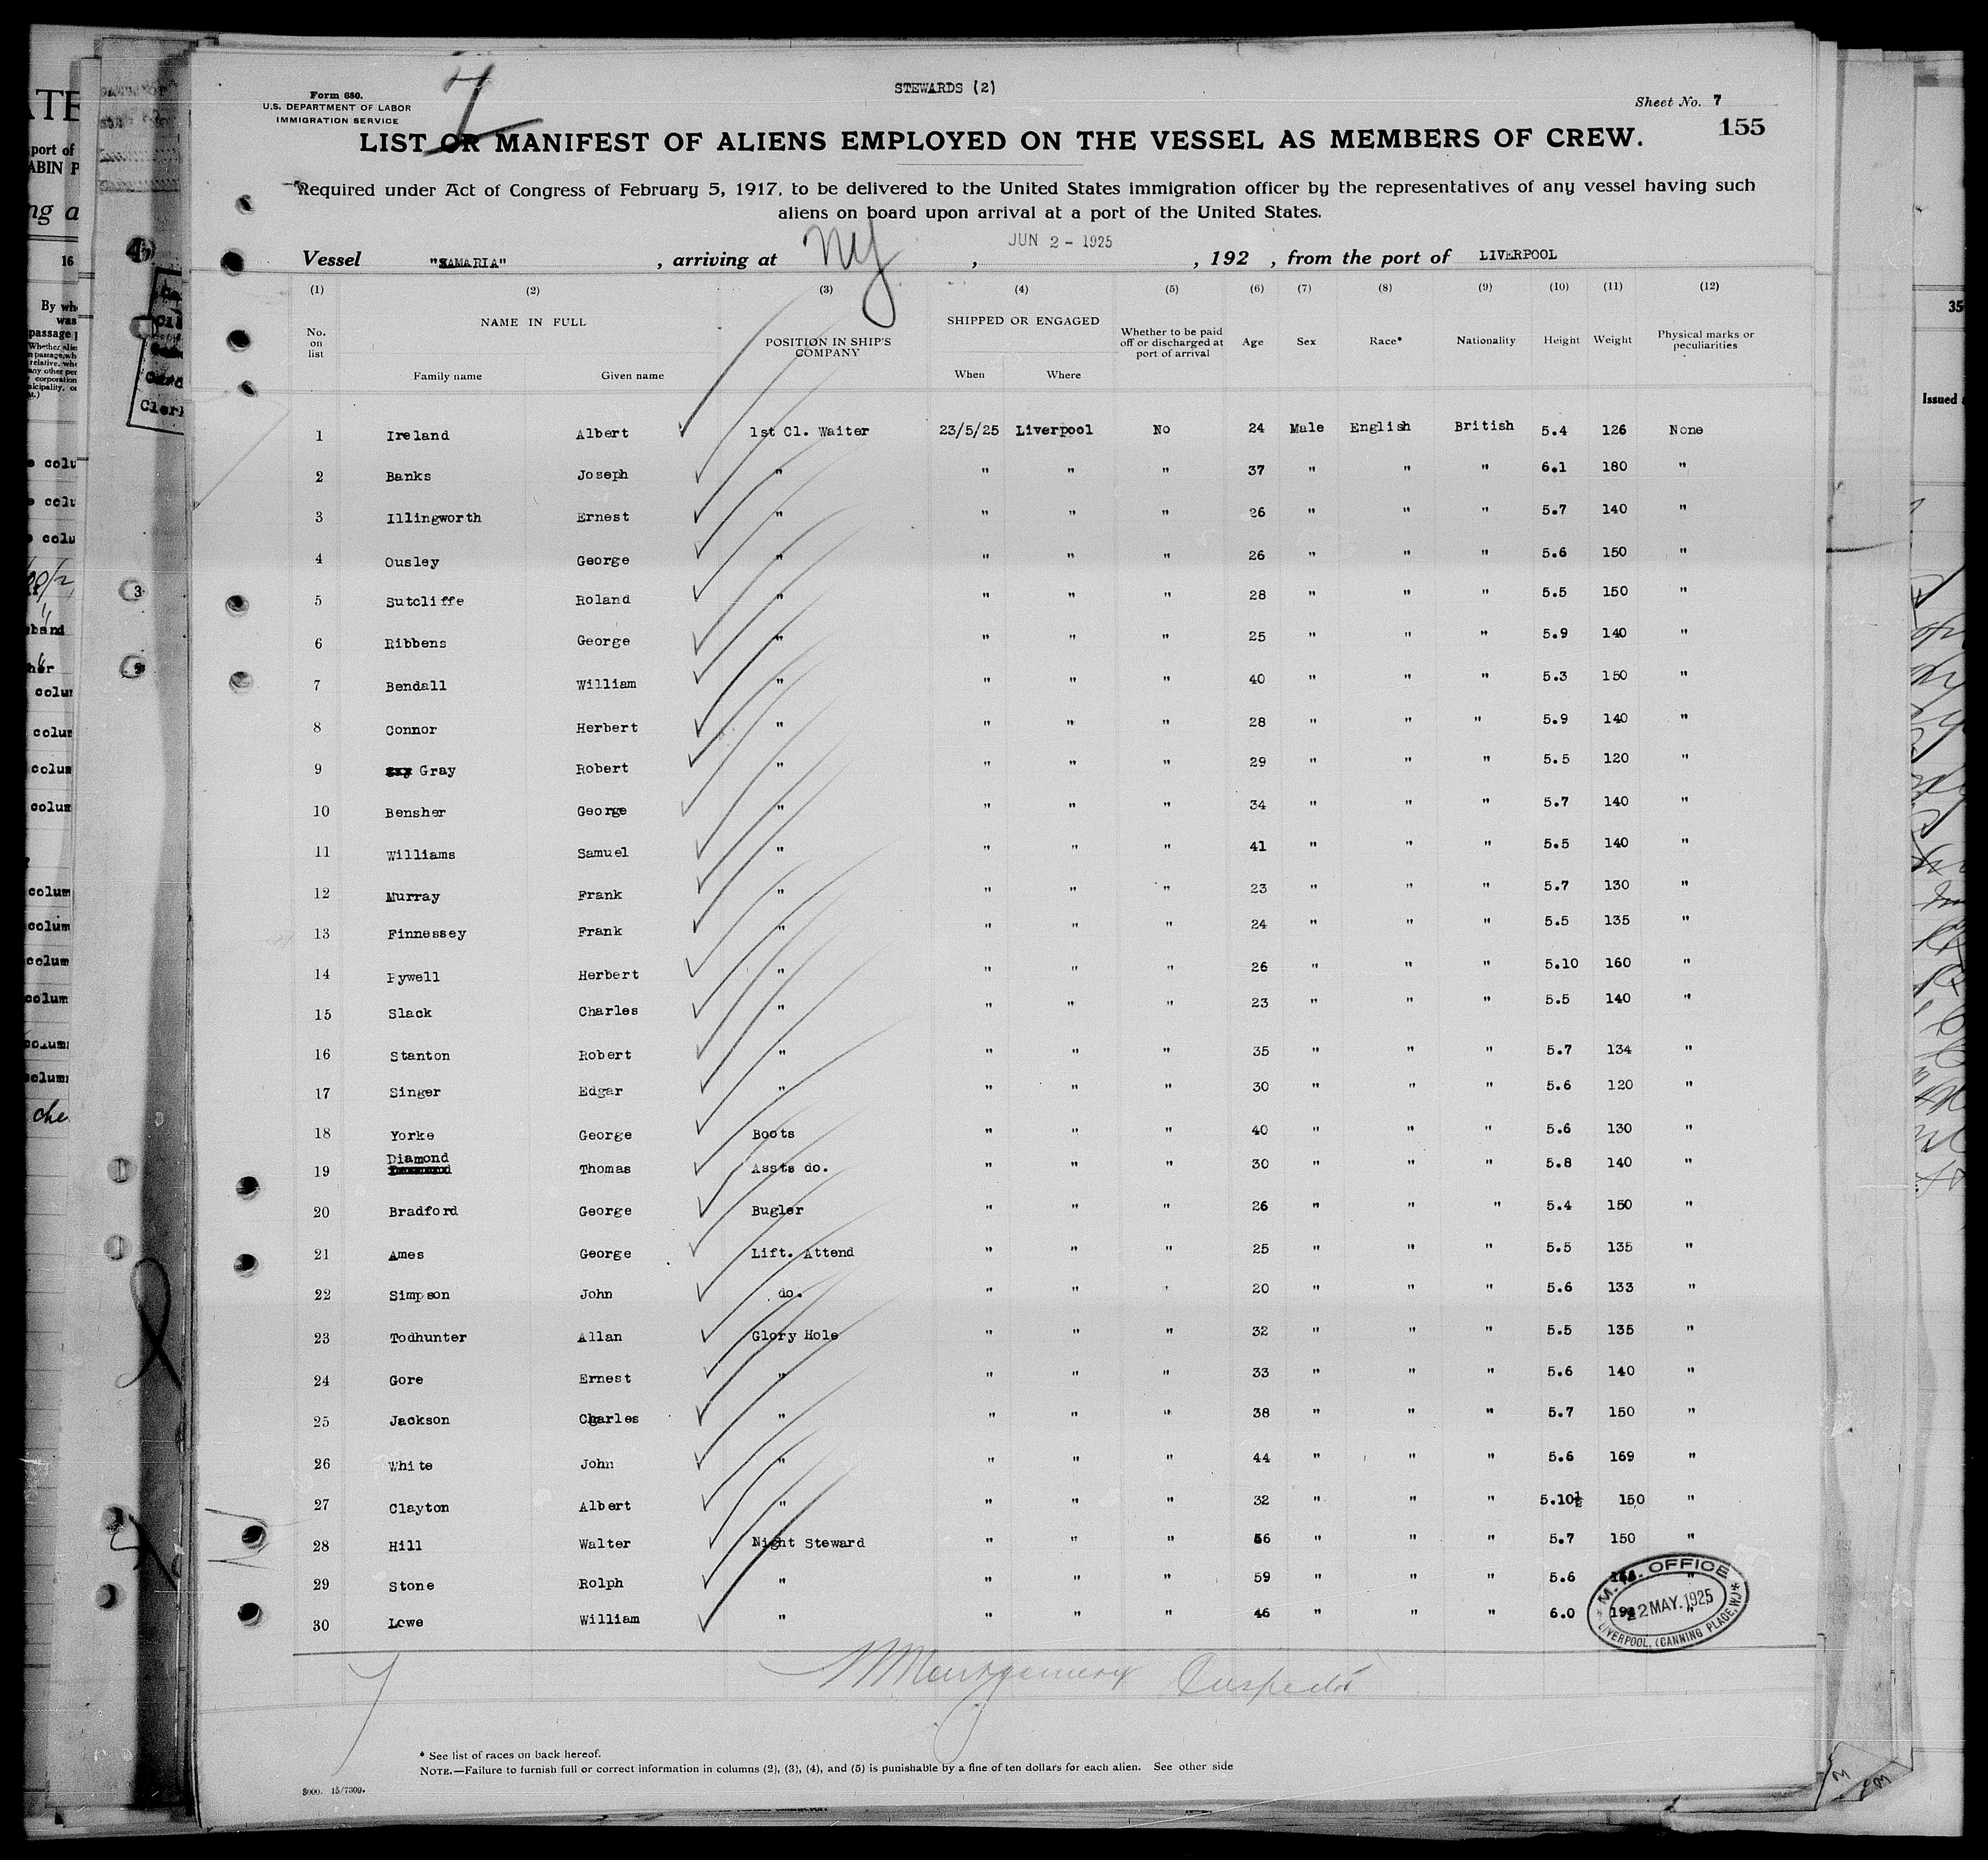 STEWARDS (2)
Form 680.
U.S. DEPARTMENT OF LABOR
IMMIGRATION SERVICE
7
Sheet No. 7
155
LIST OR MANIFEST OF ALIENS EMPLOYED ON THE VESSEL AS MEMBERS OF CREW.
Required under Act of Congress of February 5, 1917, to be delivered to the United States immigration officer by the representatives of any vessel having such
aliens on board upon arrival at a port of the United States.
Vessel "SAMARIA", arriving at NY, JUN 2 - 1925, 192 , from the port of LIVERPOOL
(1) (2) (3) (4) (5) (6) (7) (8) (9) (10) (11) (12)
No. on list NAME IN FULL Family name Given name POSITION IN SHIP'S COMPANY SHIPPED OR ENGAGED When Where Whether to be paid off or discharged at port of arrival Age Sex Race* Nationality Height Weight Physical marks or peculiarities
1 Ireland Albert 1st Cl. Waiter 23/5/25 Liverpool No 24 Male English British 5.4 126 None
2 Banks Joseph " " " " 37 " " " 6.1 180 "
3 Illingworth Ernest " " " " 26 " " " 5.7 140 "
4 Ousley George " " " " 26 " " " 5.6 150 "
5 Sutcliffe Roland " " " " 28 " " " 5.5 150 "
6 Ribbens George " " " " 25 " " " 5.9 140 "
7 Bendall William " " " " 40 " " " 5.3 150 "
8 Connor Herbert " " " " 28 " " " 5.9 140 "
9 Gray Robert " " " " 29 " " " 5.5 120 "
10 Bensher George " " " " 34 " " " 5.7 140 "
11 Williams Samuel " " " " 41 " " " 5.5 140 "
12 Murray Frank " " " " 23 " " " 5.7 130 "
13 Finnessey Frank " " " " 24 " " " 5.5 135 "
14 Pywell Herbert " " " " 26 " " " 5.10 160 "
15 Slack Charles " " " " 23 " " " 5.5 140 "
16 Stanton Robert " " " " 35 " " " 5.7 134 "
17 Singer Edgar " " " " 30 " " " 5.6 120 "
18 Yorke George Boots " " " 40 " " " 5.6 130 "
19 Diamond Thomas Assts do. " " " 30 " " " 5.8 140 "
20 Bradford George Bugler " " " 26 " " " 5.4 150 "
21 Ames George Lift. Attend " " " 25 " " " 5.5 135 "
22 Simpson John do. " " " 20 " " " 5.6 133 "
23 Todhunter Allan Glory Hole " " " 32 " " " 5.5 135 "
24 Gore Ernest " " " " 33 " " " 5.6 140 "
25 Jackson Charles " " " " 38 " " " 5.7 150 "
26 White John " " " " 44 " " " 5.6 169 "
27 Clayton Albert " " " " 32 " " " 5.10½ 150 "
28 Hill Walter Night Steward " " " " " " 5.7 150 "
29 Stone Rolph " " " " 59 " " " 5.6 "
30 Lowe William " " " " 46 " " " 6.0 "
M. M. OFFICE
22 MAY. 1925
LIVERPOOL, (CANNING PLACE, W.)
Montgomery Inspector
* See list of races on back hereof.
NOTE.—Failure to furnish full or correct information in columns (2), (3), (4), and (5) is punishable by a fine of ten dollars for each alien. See other side